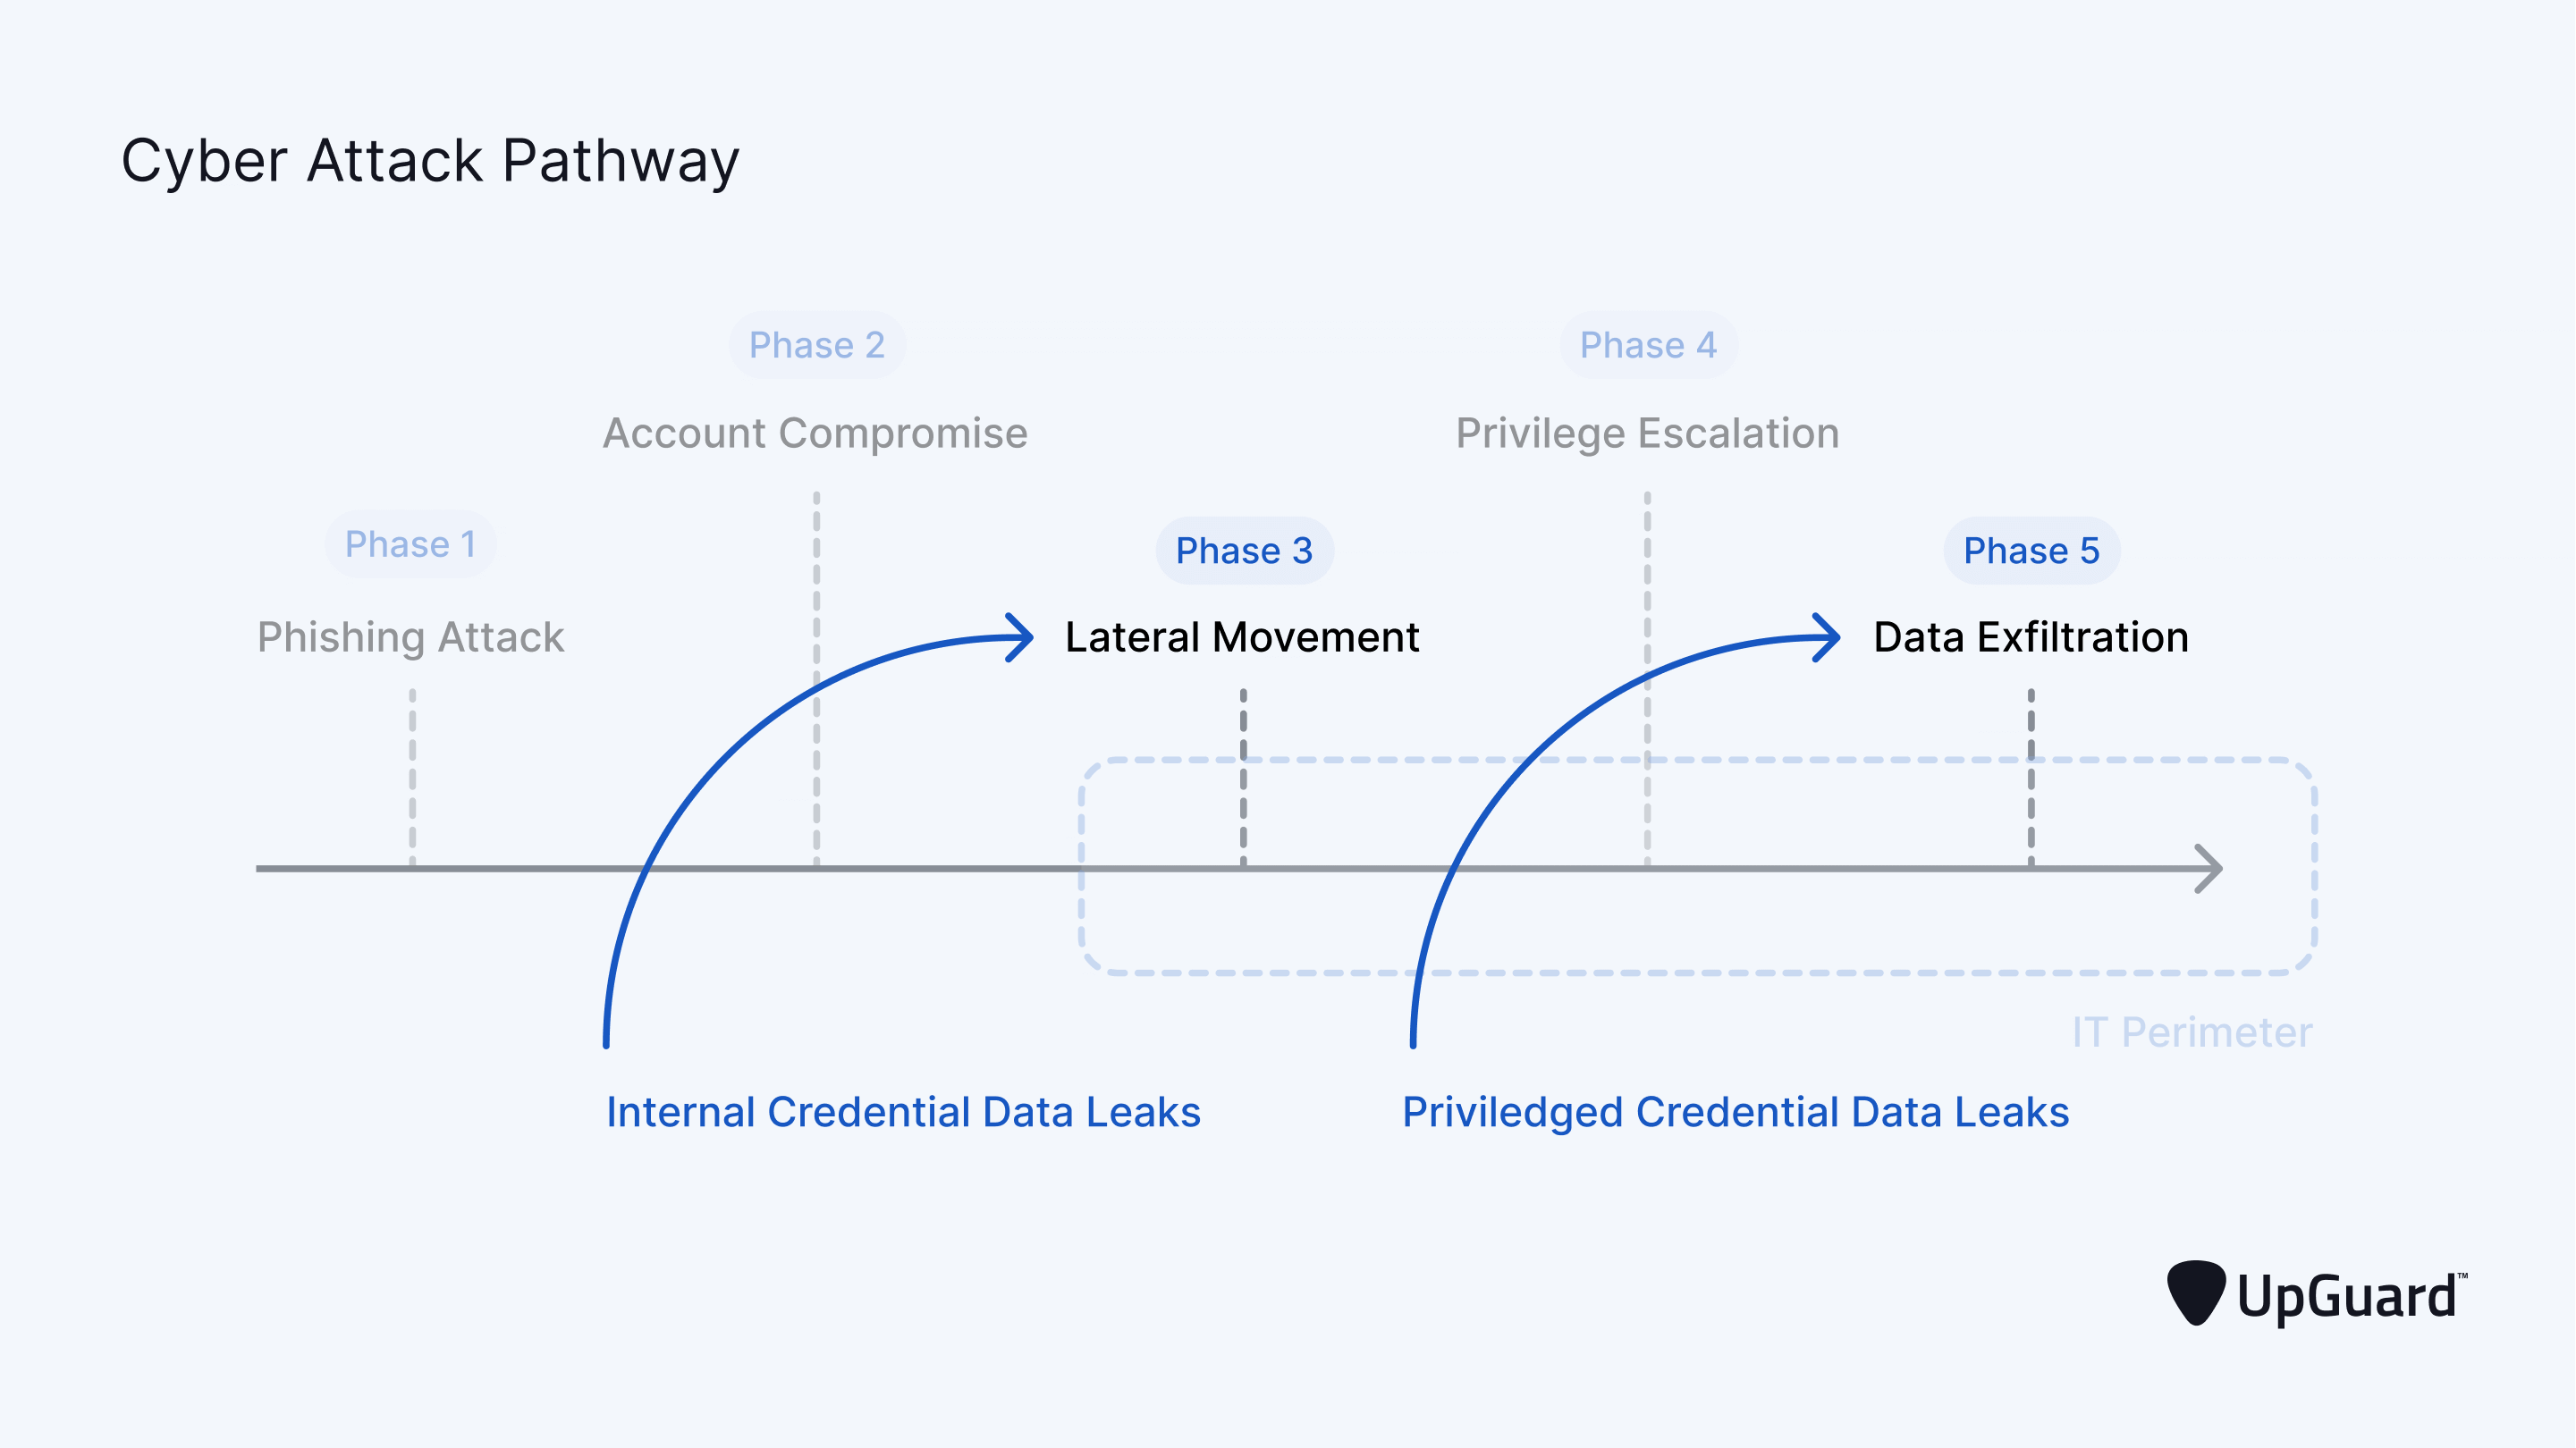 Cyber Attack Pathway
Phase 2
Phase 4
Account Compromise
Privilege Escalation
Phase 1
Phase 3
Phase 5
Phishing Attack
Lateral Movement
Data Exfiltration
IT Perimeter
Internal Credential Data Leaks
Priviledged Credential Data Leaks
UpGuard™